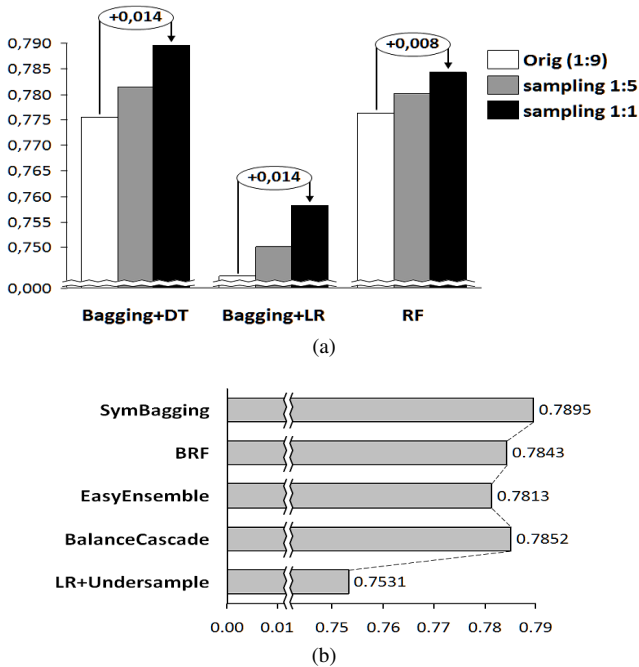 +0,014
+0,008
+0,014
0,790
0,785
0,780
0,775
0,770
0,765
0,760
0,755
0,750
0,000
Orig (1:9)
sampling 1:5
sampling 1:1
Bagging+DT
Bagging+LR
RF
(a)
SymBagging
0.7895
BRF
0.7843
EasyEnsemble
0.7813
BalanceCascade
0.7852
LR+Undersample
0.7531
0.00 0.01 0.75 0.76 0.77 0.78 0.79
(b)